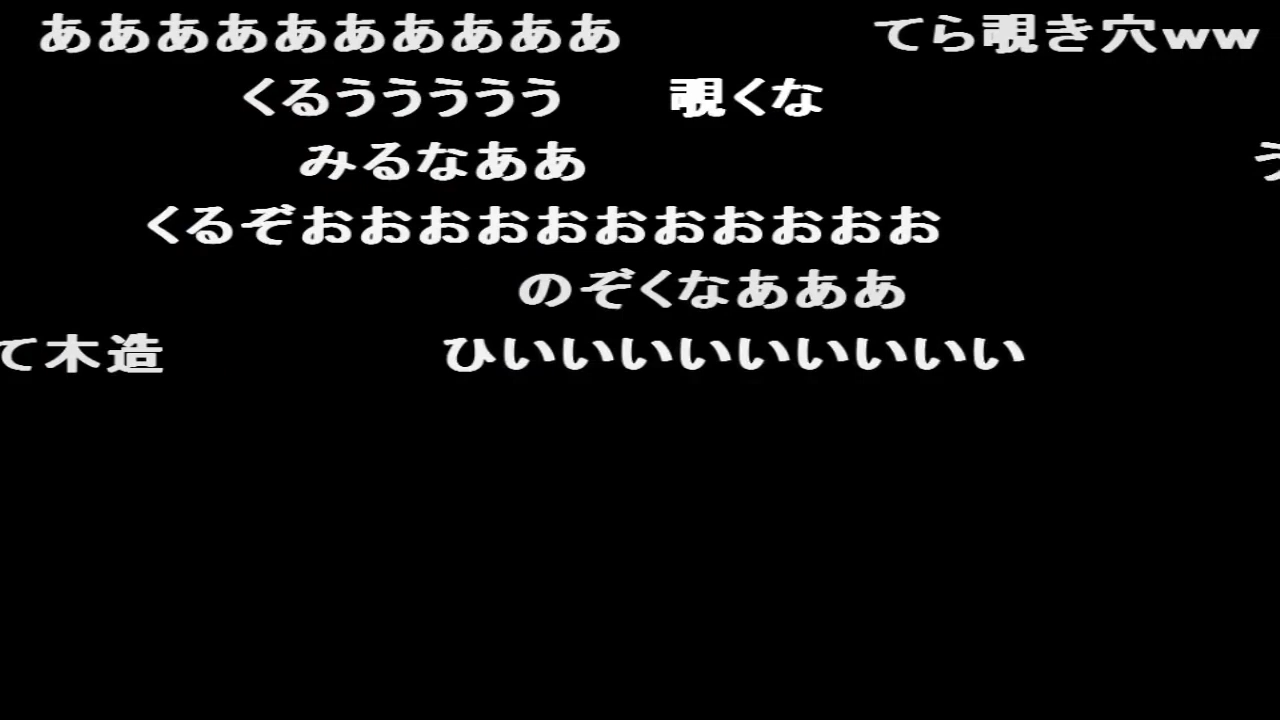 ああああああああああ てら覗き穴ww
くるううううう 覗くな
みるなああ う
くるぞおおおおおおおおおおお
のぞくなあああ
て木造 ひいいいいいいいいい